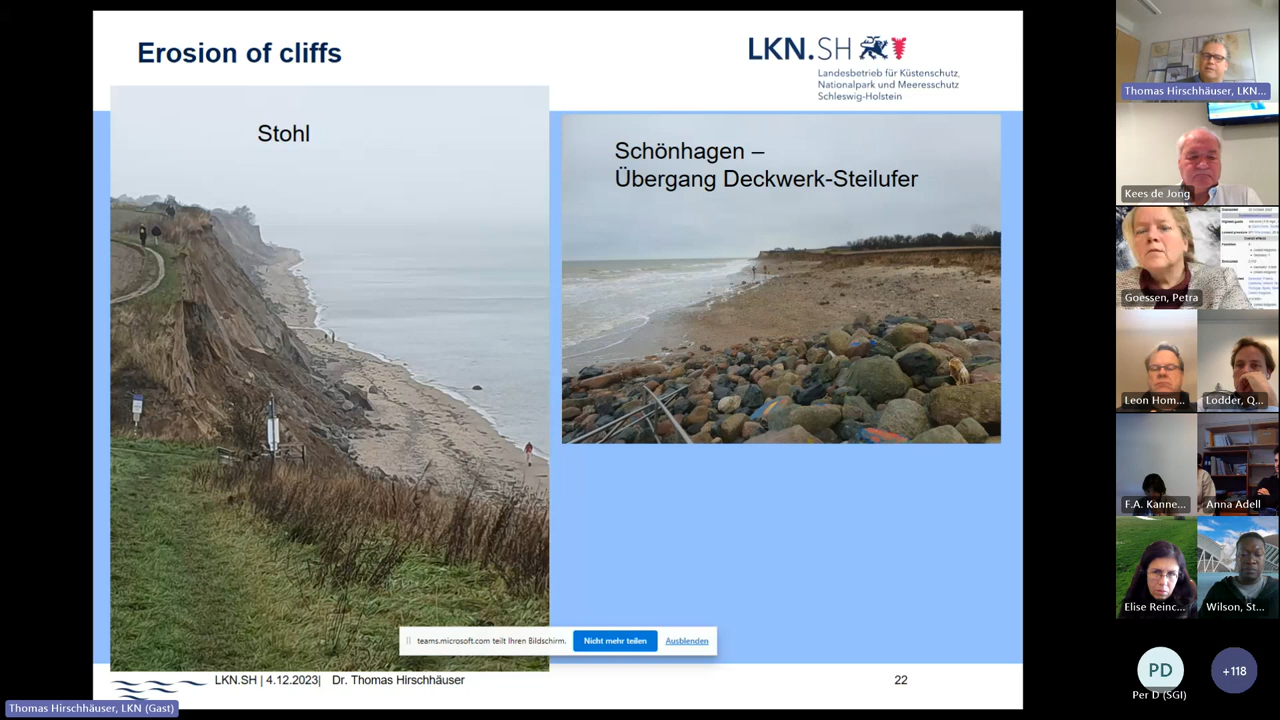 Erosion of cliffs
LKN.SH
Landesbetrieb für Küstenschutz,
Nationalpark und Meeresschutz
Schleswig-Holstein
Stohl
Schönhagen –
Übergang Deckwerk-Steilufer
teams.microsoft.com teilt Ihren Bildschirm.
Nicht mehr teilen
Ausblenden
LKN.SH | 4.12.2023| Dr. Thomas Hirschhäuser
22
Thomas Hirschhäuser, LKN (Gast)
Thomas Hirschhäuser, LKN...
Kees de Jong
Goessen, Petra
Leon Hom...
Lodder, Q...
F.A. Kanne...
Anna Adell
Elise Reinc...
Wilson, St...
PD
Per D (SGI)
+118